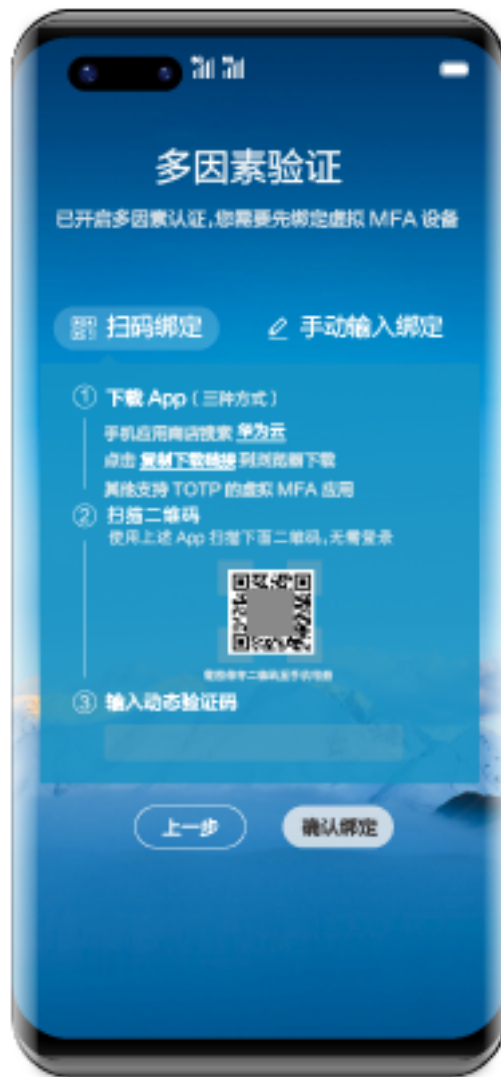 多因素验证
已开启多因素认证,您需要先绑定虚拟 MFA 设备
扫码绑定
手动输入绑定
① 下载 App（三种方式）
手机应用商店搜索 华为云
点击 复制下载链接 到浏览器下载
其他支持 TOTP 的虚拟 MFA 应用
② 扫描二维码
使用上述 App 扫描下面二维码,无需登录
③ 输入动态验证码
上一步
确认绑定